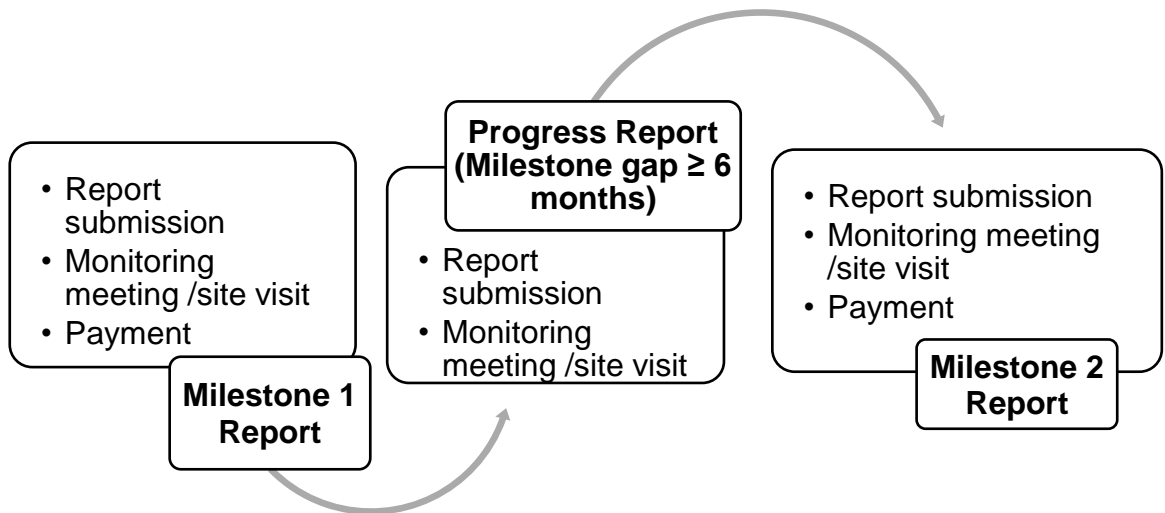 • Report
submission
• Monitoring
meeting /site visit
• Payment
Milestone 1
Report
Progress Report
(Milestone gap ≥ 6
months)
• Report
submission
• Monitoring
meeting /site visit
• Report submission
• Monitoring meeting
/site visit
• Payment
Milestone 2
Report